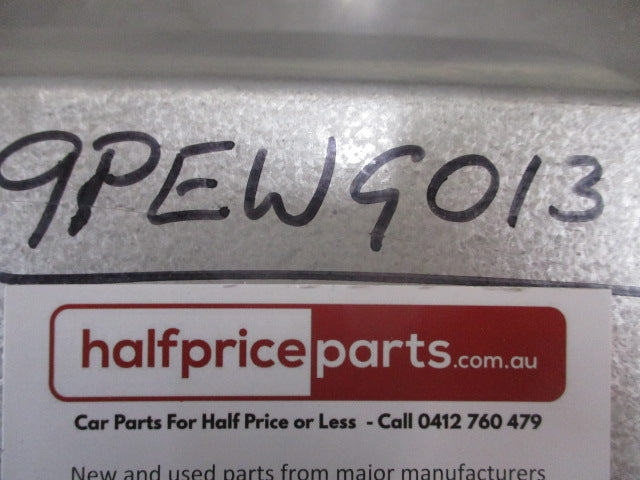 9PEWG013
halfpriceparts.com.au
Car Parts For Half Price or Less - Call 0412 760 479
New and used parts from major manufacturers